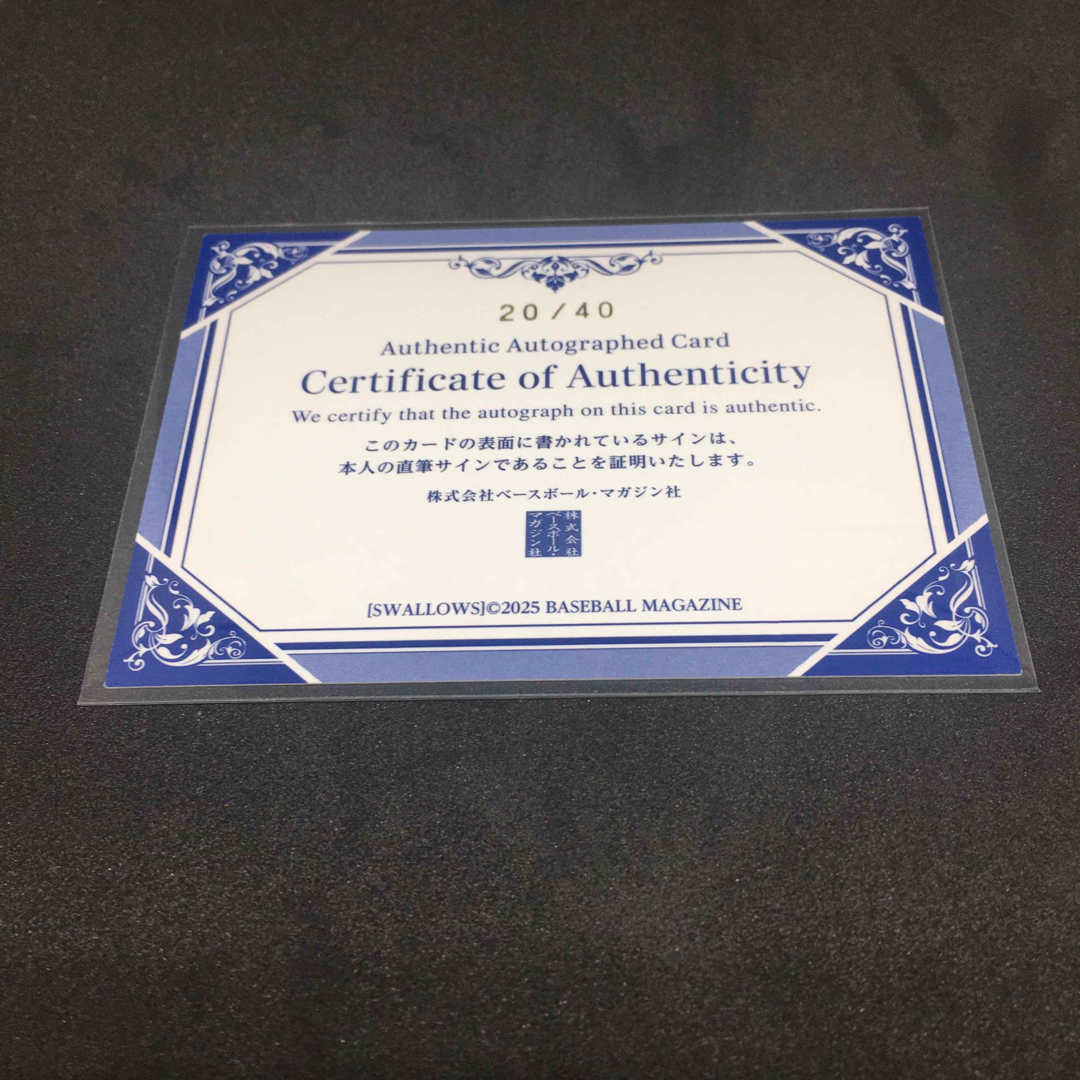 20/40
Authentic Autographed Card
Certificate of Authenticity
We certify that the autograph on this card is authentic.
このカードの表面に書かれているサインは、
本人の直筆サインであることを証明いたします。
株式会社ベースボール・マガジン社
株式会社
ベースボール・
マガジン社
[SWALLOWS]©2025 BASEBALL MAGAZINE